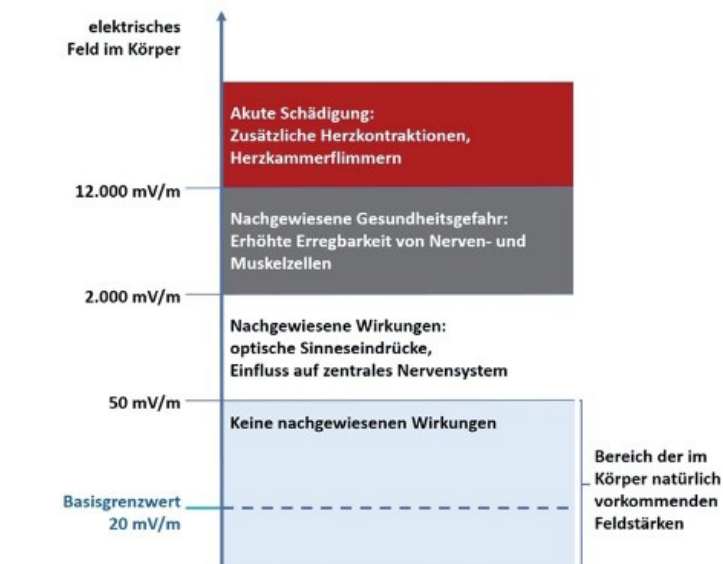 elektrisches
Feld im Körper
Akute Schädigung:
Zusätzliche Herzkontraktionen,
Herzkammerflimmern
12.000 mV/m
Nachgewiesene Gesundheitsgefahr:
Erhöhte Erregbarkeit von Nerven- und
Muskelzellen
2.000 mV/m
Nachgewiesene Wirkungen:
optische Sinneseindrücke,
Einfluss auf zentrales Nervensystem
50 mV/m
Keine nachgewiesenen Wirkungen
Bereich der im
Körper natürlich
vorkommenden
Feldstärken
Basisgrenzwert
20 mV/m